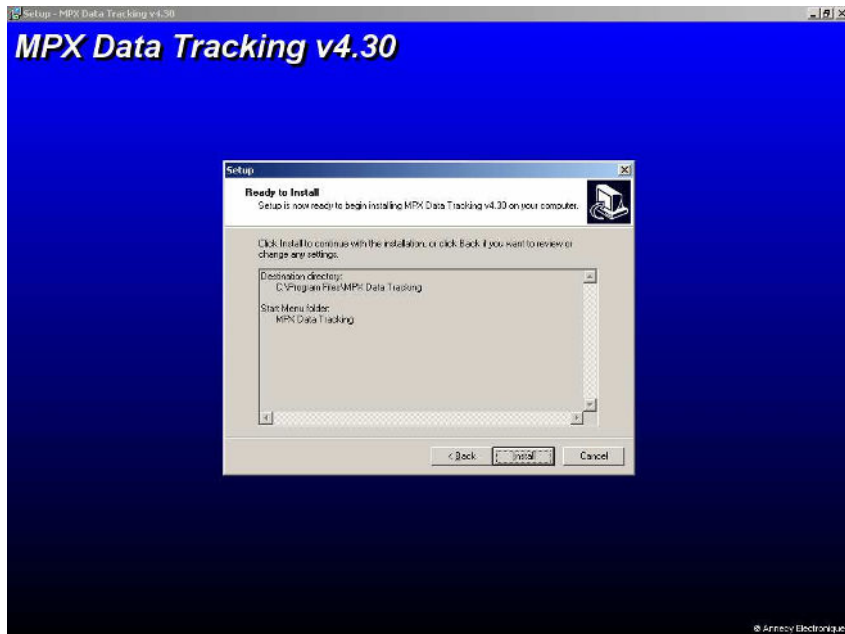 Setup - MPX Data Tracking v4.30
MPX Data Tracking v4.30
Setup
Ready to Install
Setup is now ready to begin installing MPX Data Tracking v4.30 on your computer.
Click Install to continue with the installation, or click Back if you want to review or
change any settings.
Destination directory:
C:\Program Files\MPX Data Tracking
Start Menu folder:
MPX Data Tracking
< Back Install Cancel
© Annecy Electronique